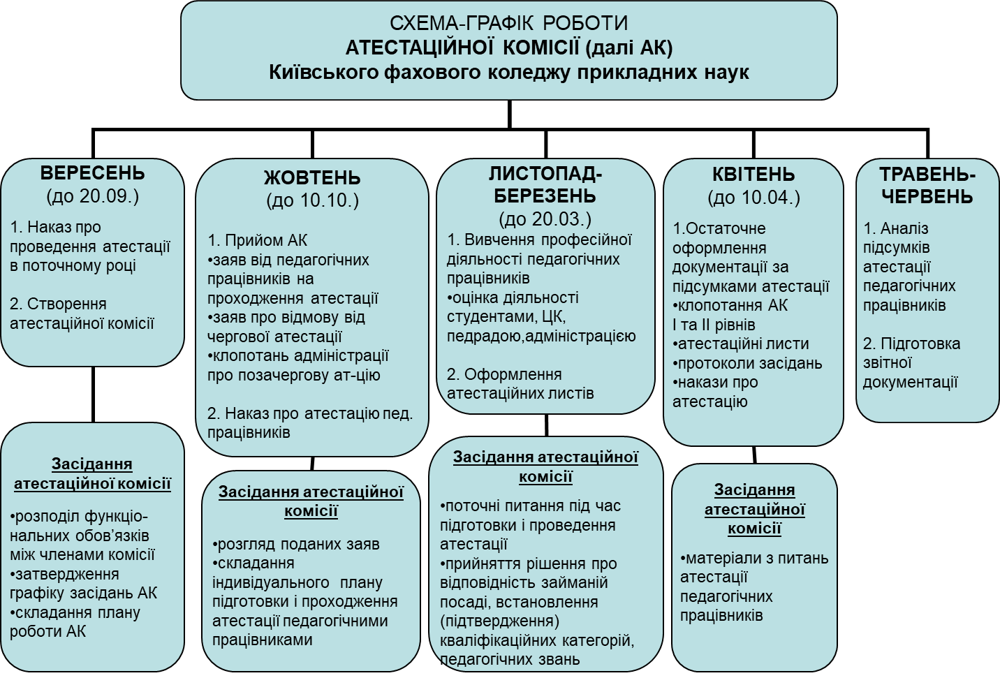 СХЕМА-ГРАФІК РОБОТИ
АТЕСТАЦІЙНОЇ КОМІСІЇ (далі АК)
Київського фахового коледжу прикладних наук
ВЕРЕСЕНЬ
(до 20.09.)
1. Наказ про
проведення атестації
в поточному році
2. Створення
атестаційної комісії
Засідання
атестаційної комісії
•розподіл функціо-
нальних обов’язків
між членами комісії
•затвердження
графіку засідань АК
•складання плану
роботи АК
ЖОВТЕНЬ
(до 10.10.)
1. Прийом АК
•заяв від педагогічних
працівників на
проходження атестації
•заяв про відмову від
чергової атестації
•клопотань адміністрації
про позачергову ат-цію
2. Наказ про атестацію пед.
працівників
Засідання атестаційної
комісії
•розгляд поданих заяв
•складання
індивідуального плану
підготовки і проходження
атестації педагогічними
працівниками
ЛИСТОПАД-
БЕРЕЗЕНЬ
(до 20.03.)
1. Вивчення професійної
діяльності педагогічних
працівників
•оцінка діяльності
студентами, ЦК,
педрадою,адміністрацією
2. Оформлення
атестаційних листів
Засідання атестаційної
комісії
•поточні питання під час
підготовки і проведення
атестації
•прийняття рішення про
відповідність займаній
посаді, встановлення
(підтвердження)
кваліфікаційних категорій,
педагогічних звань
КВІТЕНЬ
(до 10.04.)
1.Остаточне
оформлення
документації за
підсумками атестації
•клопотання АК
І та ІІ рівнів
•атестаційні листи
•протоколи засідань
•накази про
атестацію
Засідання
атестаційної
комісії
•матеріали з питань
атестації
педагогічних
працівників
ТРАВЕНЬ-
ЧЕРВЕНЬ
1. Аналіз
підсумків
атестації
педагогічних
працівників
2. Підготовка
звітної
документації